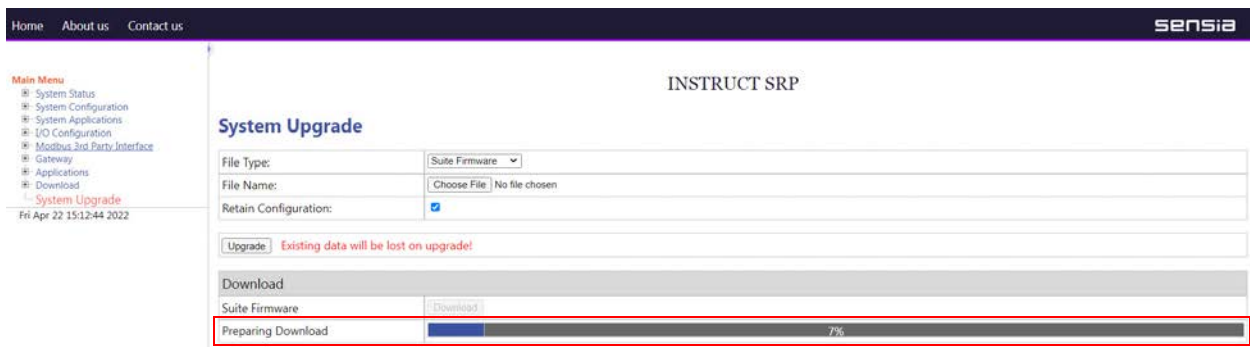 Home About us Contact us
sensia
Main Menu
System Status
System Configuration
System Applications
I/O Configuration
Modbus 3rd Party Interface
Gateway
Applications
Download
System Upgrade
Fri Apr 22 15:12:44 2022
INSTRUCT SRP
System Upgrade
File Type: Suite Firmware
File Name: Choose File No file chosen
Retain Configuration:
Upgrade Existing data will be lost on upgrade!
Download
Suite Firmware Download
Preparing Download 7%